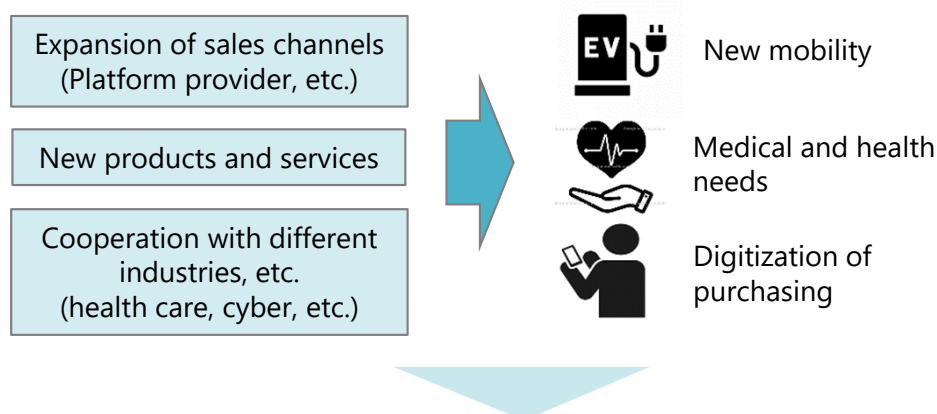 Expansion of sales channels
(Platform provider, etc.)
New products and services
Cooperation with different
industries, etc.
(health care, cyber, etc.)
EV
New mobility
Medical and health
needs
Digitization of
purchasing